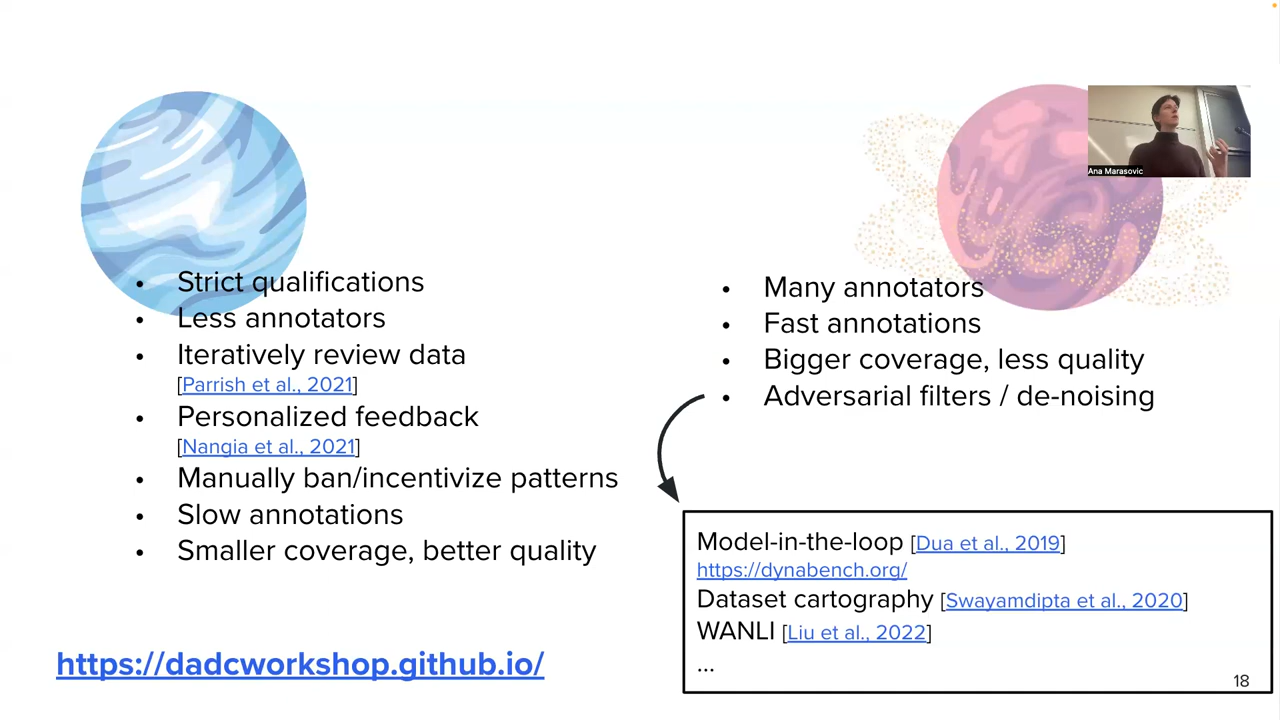 Ana Marasovic
• Strict qualifications
• Less annotators
• Iteratively review data
[Parrish et al., 2021]
• Personalized feedback
[Nangia et al., 2021]
• Manually ban/incentivize patterns
• Slow annotations
• Smaller coverage, better quality
• Many annotators
• Fast annotations
• Bigger coverage, less quality
• Adversarial filters / de-noising
Model-in-the-loop [Dua et al., 2019]
https://dynabench.org/
Dataset cartography [Swayamdipta et al., 2020]
WANLI [Liu et al., 2022]
...
https://dadcworkshop.github.io/
18